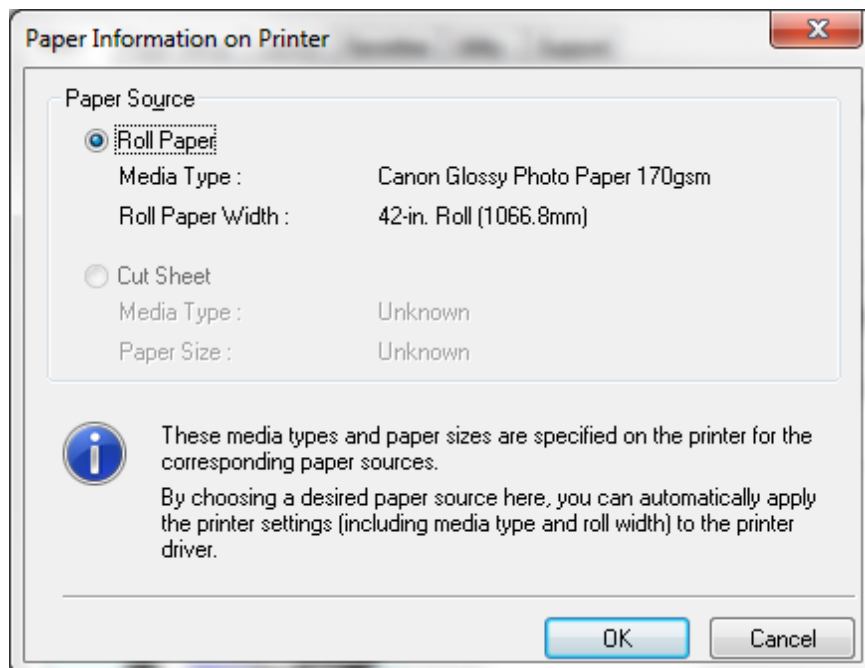 Paper Information on Printer
Paper Source
Roll Paper
Media Type : Canon Glossy Photo Paper 170gsm
Roll Paper Width : 42-in. Roll (1066.8mm)
Cut Sheet
Media Type : Unknown
Paper Size : Unknown
These media types and paper sizes are specified on the printer for the
corresponding paper sources.
By choosing a desired paper source here, you can automatically apply
the printer settings (including media type and roll width) to the printer
driver.
OK Cancel